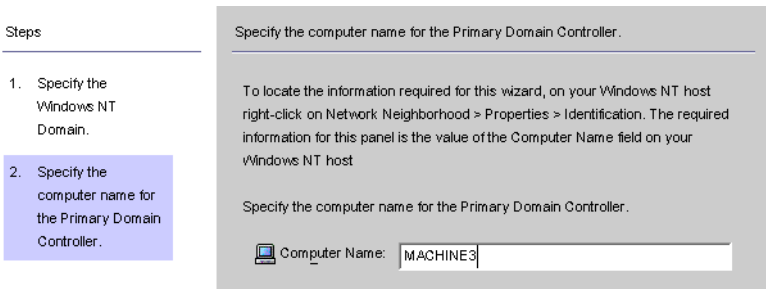 Steps
1. Specify the
Windows NT
Domain.
2. Specify the
computer name for
the Primary Domain
Controller.
Specify the computer name for the Primary Domain Controller.
To locate the information required for this wizard, on your Windows NT host
right-click on Network Neighborhood > Properties > Identification. The required
information for this panel is the value of the Computer Name field on your
Windows NT host
Specify the computer name for the Primary Domain Controller.
Computer Name: MACHINE3